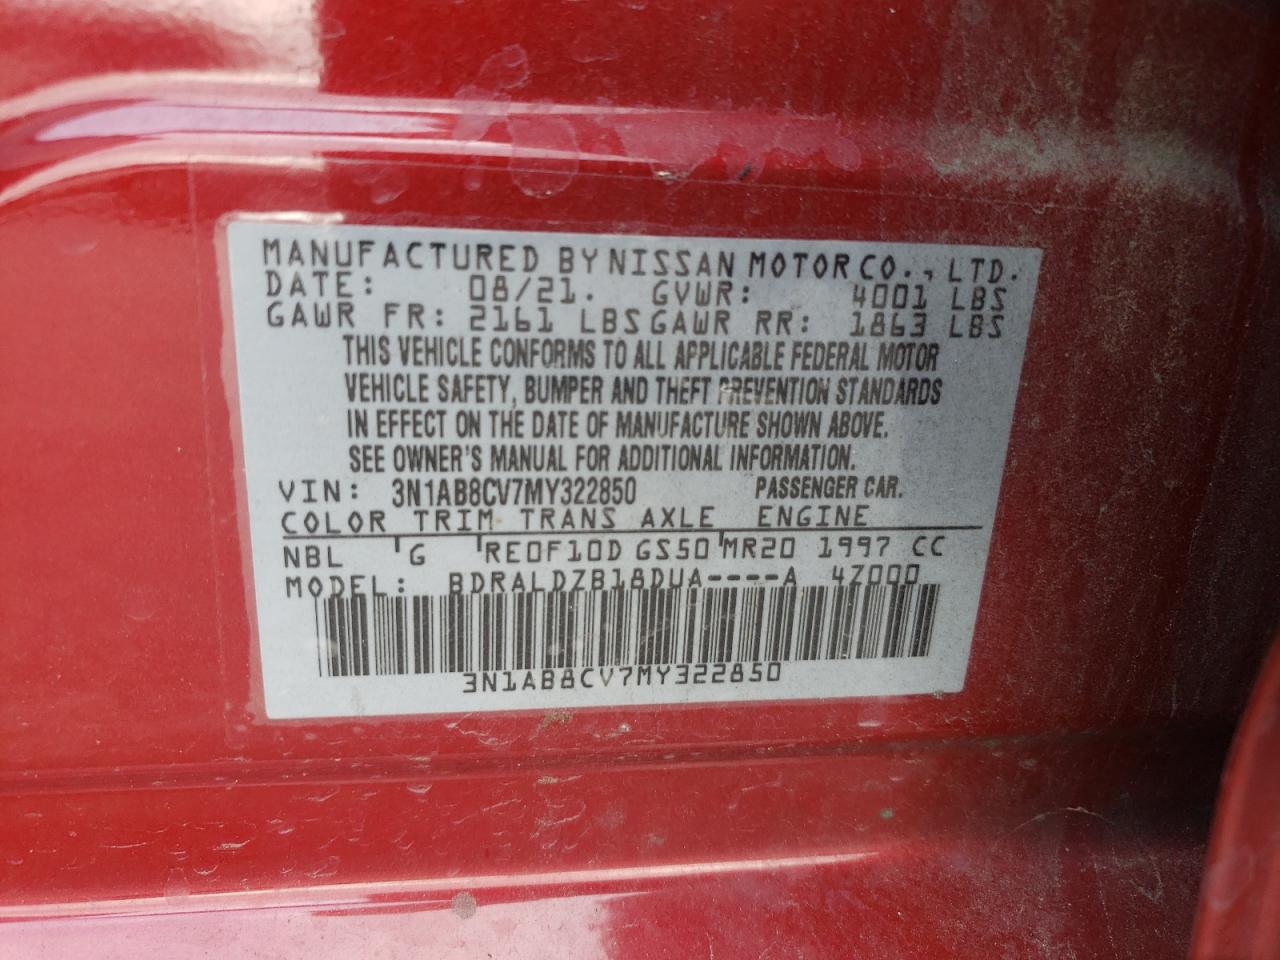 MANUFACTURED BY NISSAN MOTOR CO., LTD.
DATE: 08/21. GVWR: 4001 LBS
GAWR FR: 2161 LBS GAWR RR: 1863 LBS
THIS VEHICLE CONFORMS TO ALL APPLICABLE FEDERAL MOTOR
VEHICLE SAFETY, BUMPER AND THEFT PREVENTION STANDARDS
IN EFFECT ON THE DATE OF MANUFACTURE SHOWN ABOVE.
SEE OWNER'S MANUAL FOR ADDITIONAL INFORMATION.
VIN: 3N1AB8CV7MY322850 PASSENGER CAR.
COLOR TRIM TRANS AXLE ENGINE
NBL G RE0F10D GS50 MR20 1997 CC
MODEL: BDRALDZB18DUA----A 4Z000
3N1AB8CV7MY322850